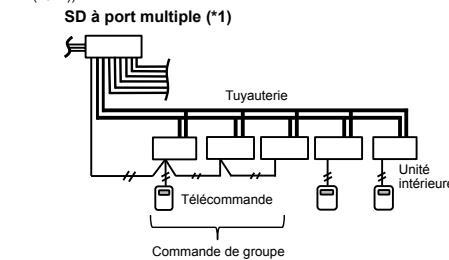 SD à port multiple (*1)
Tuyauterie
Unité
intérieure
Télécommande
Commande de groupe